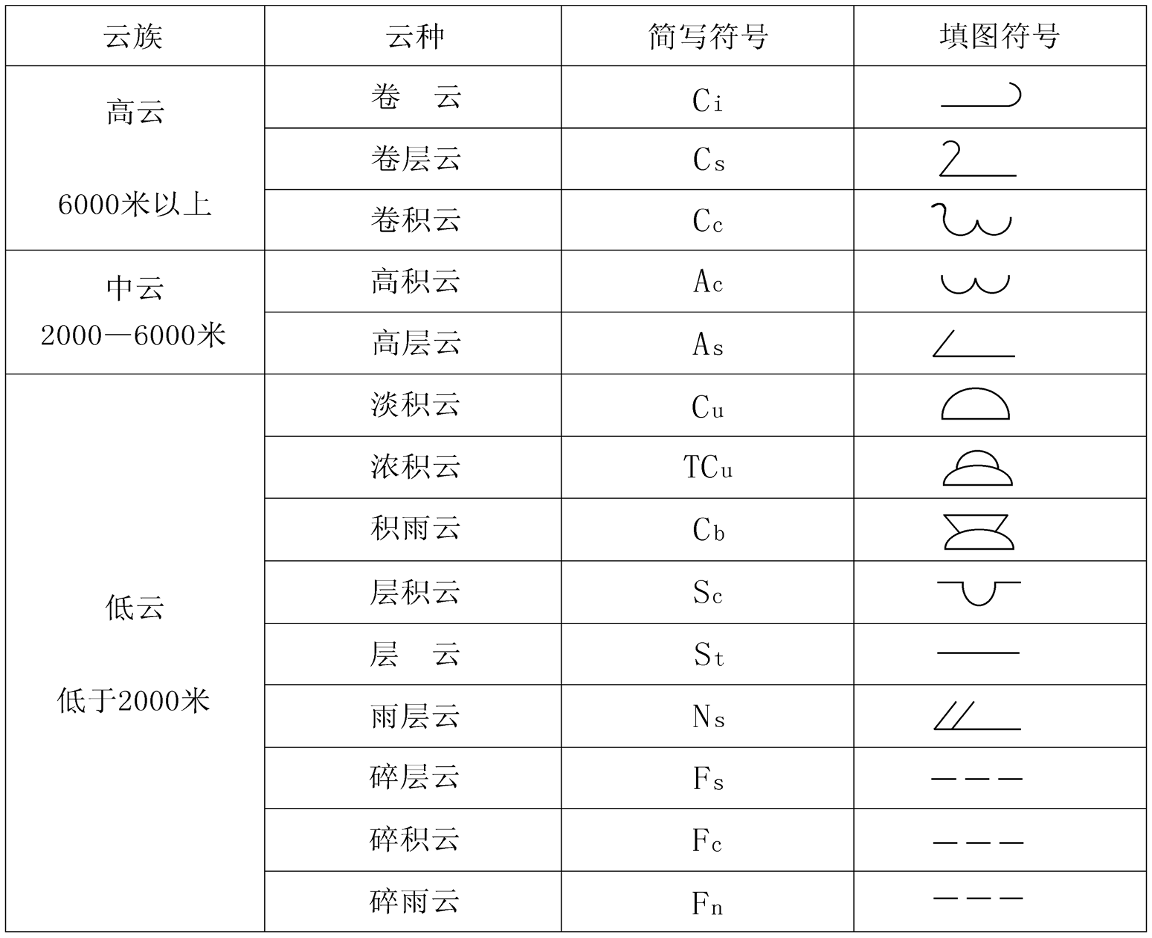 云族 云种 简写符号 填图符号
高云
6000米以上
卷 云 Ci
卷层云 Cs
卷积云 Cc
中云
2000—6000米
高积云 Ac
高层云 As
低云
低于2000米
淡积云 Cu
浓积云 TCu
积雨云 Cb
层积云 Sc
层 云 St
雨层云 Ns
碎层云 Fs
碎积云 Fc
碎雨云 Fn